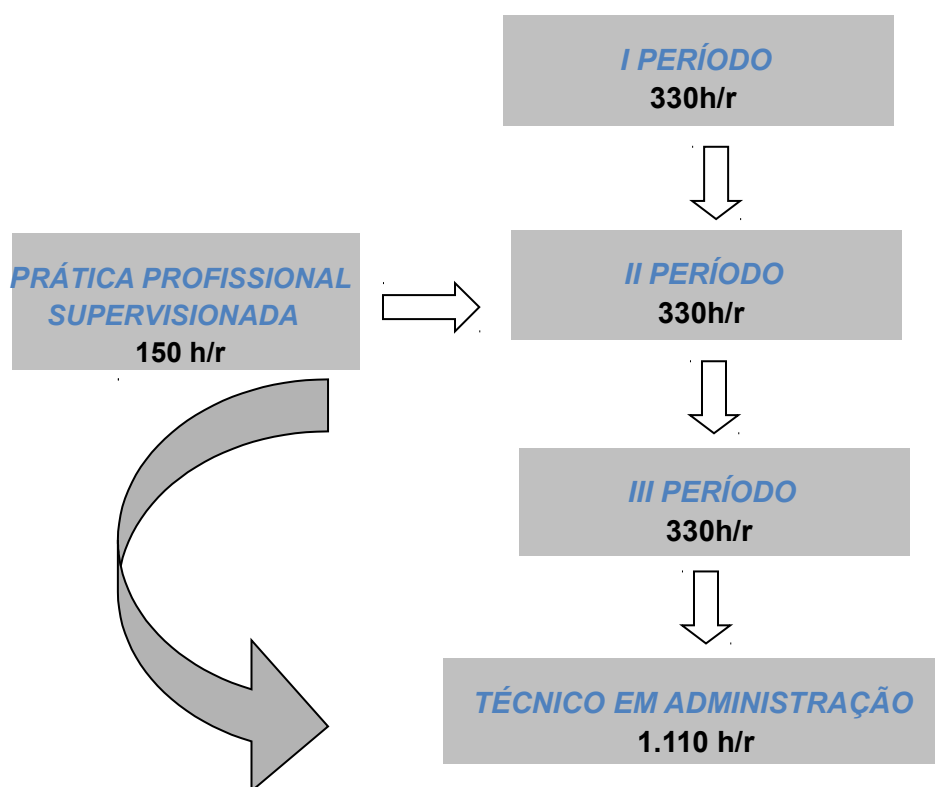 I PERÍODO
330h/r
PRÁTICA PROFISSIONAL
SUPERVISIONADA
150 h/r
II PERÍODO
330h/r
III PERÍODO
330h/r
TÉCNICO EM ADMINISTRAÇÃO
1.110 h/r